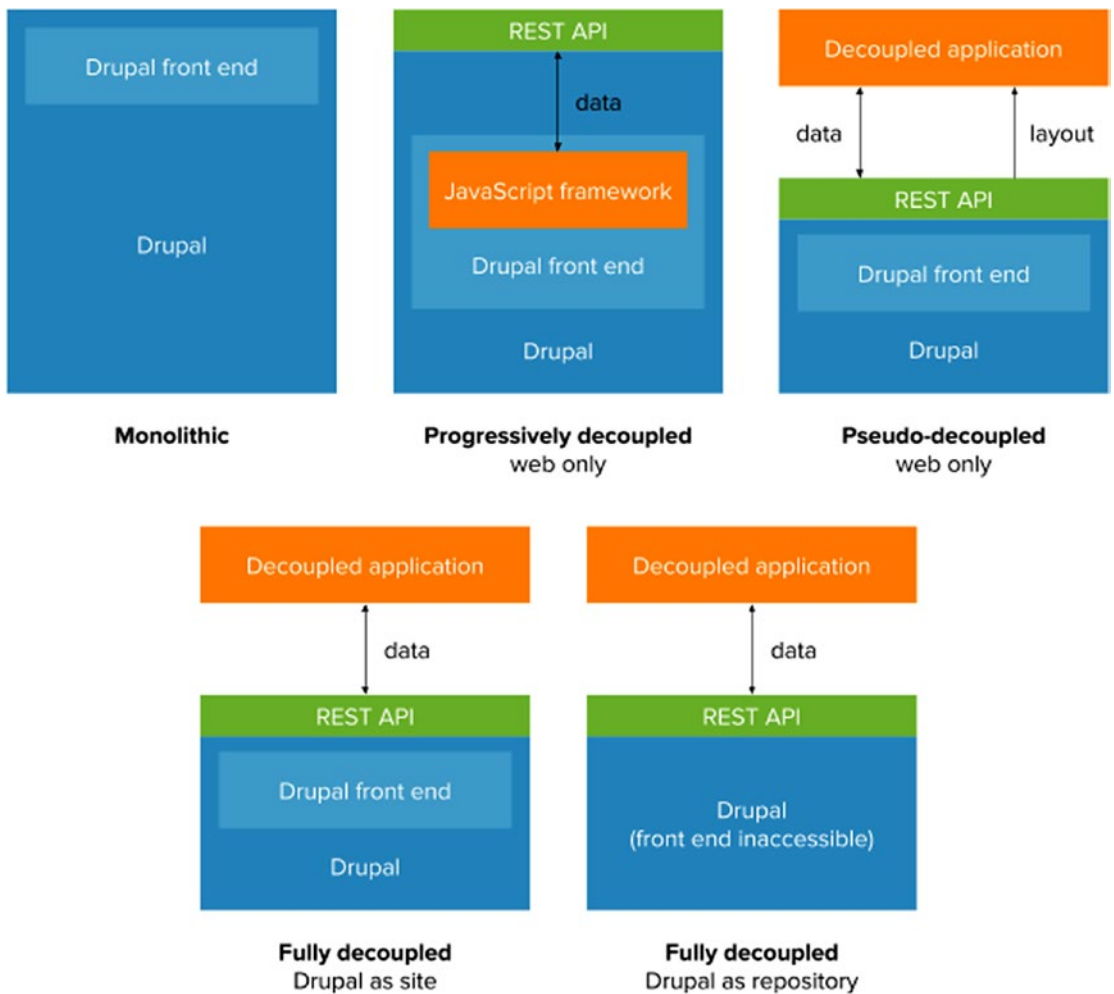 Drupal front end
Drupal
Monolithic
REST API
data
JavaScript framework
Drupal front end
Drupal
Progressively decoupled
web only
Decoupled application
data
layout
REST API
Drupal front end
Drupal
Pseudo-decoupled
web only
Decoupled application
data
REST API
Drupal front end
Drupal
Fully decoupled
Drupal as site
Decoupled application
data
REST API
Drupal
(front end inaccessible)
Fully decoupled
Drupal as repository